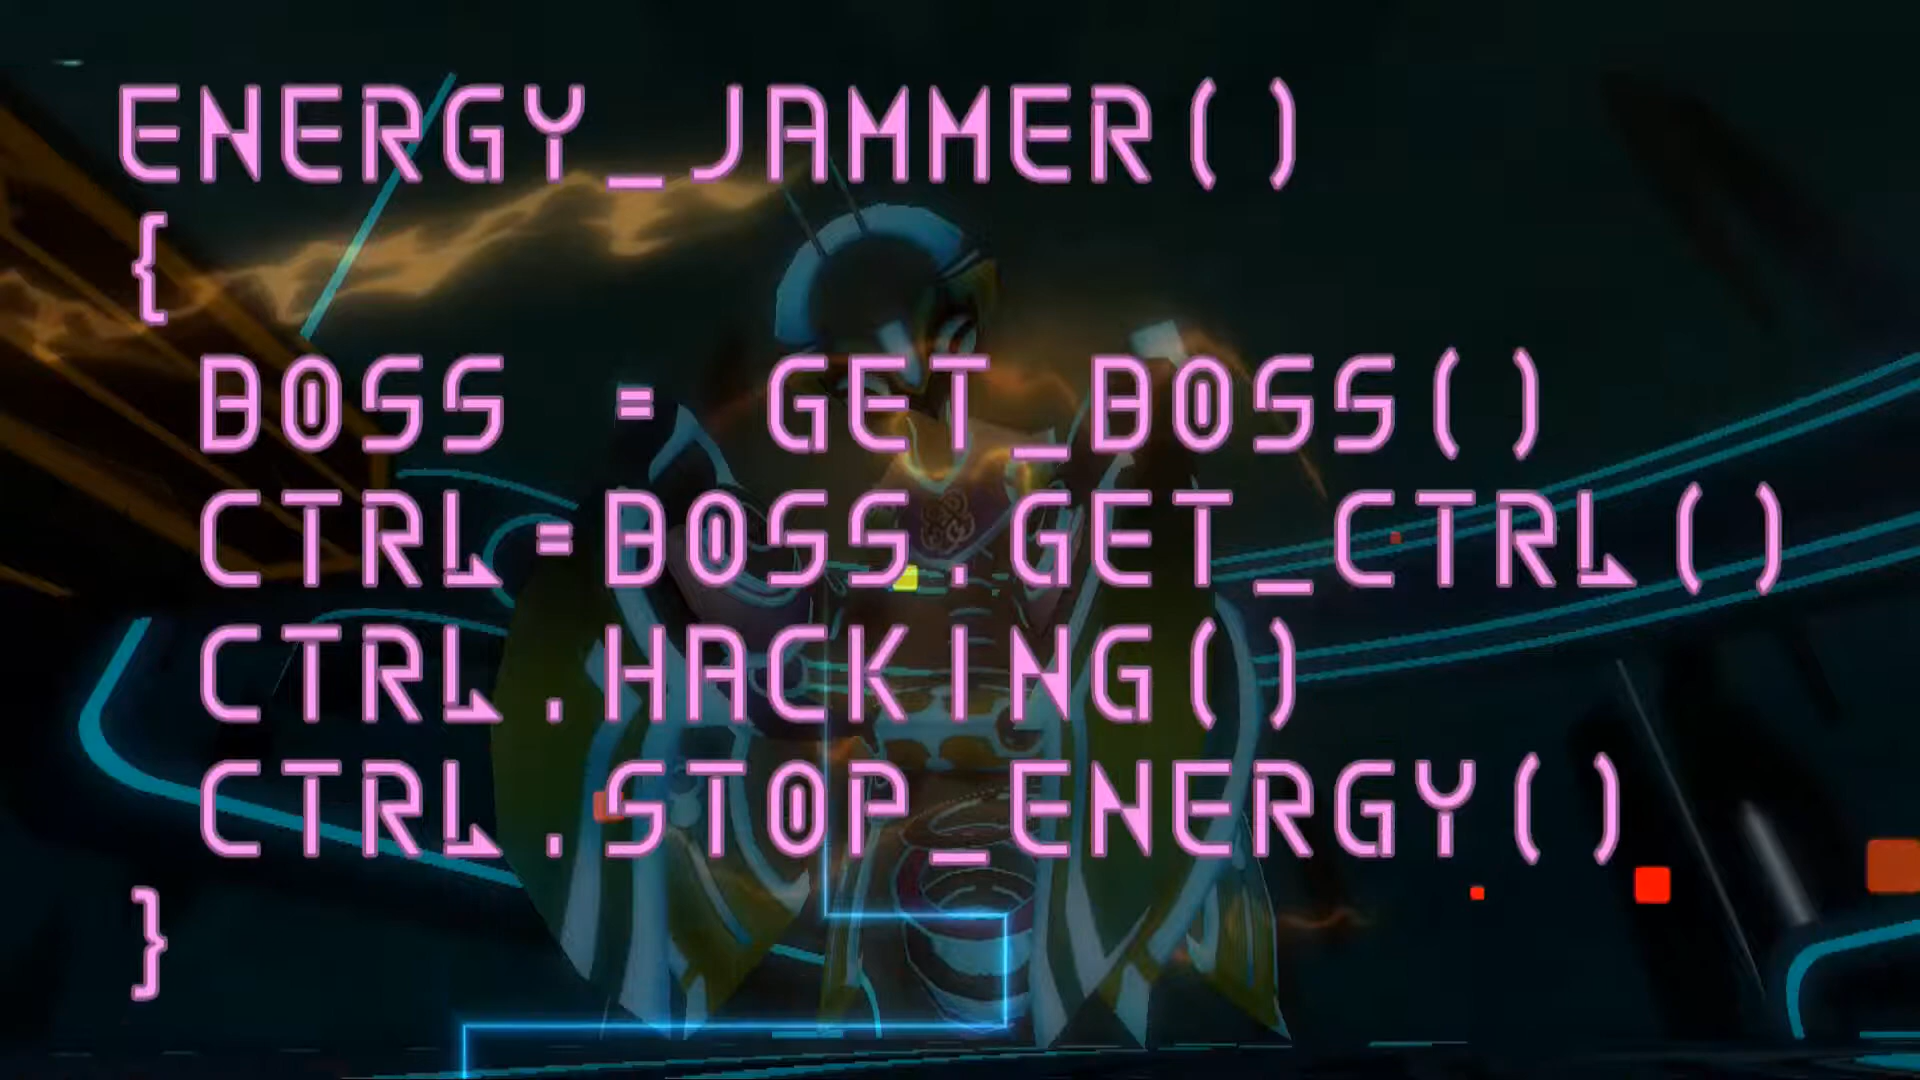 ENERGY_JAMMER()
{
BOSS = GET_BOSS()
CTRL=BOSS.GET_CTRL()
CTRL.HACKING()
CTRL.STOP_ENERGY()
}